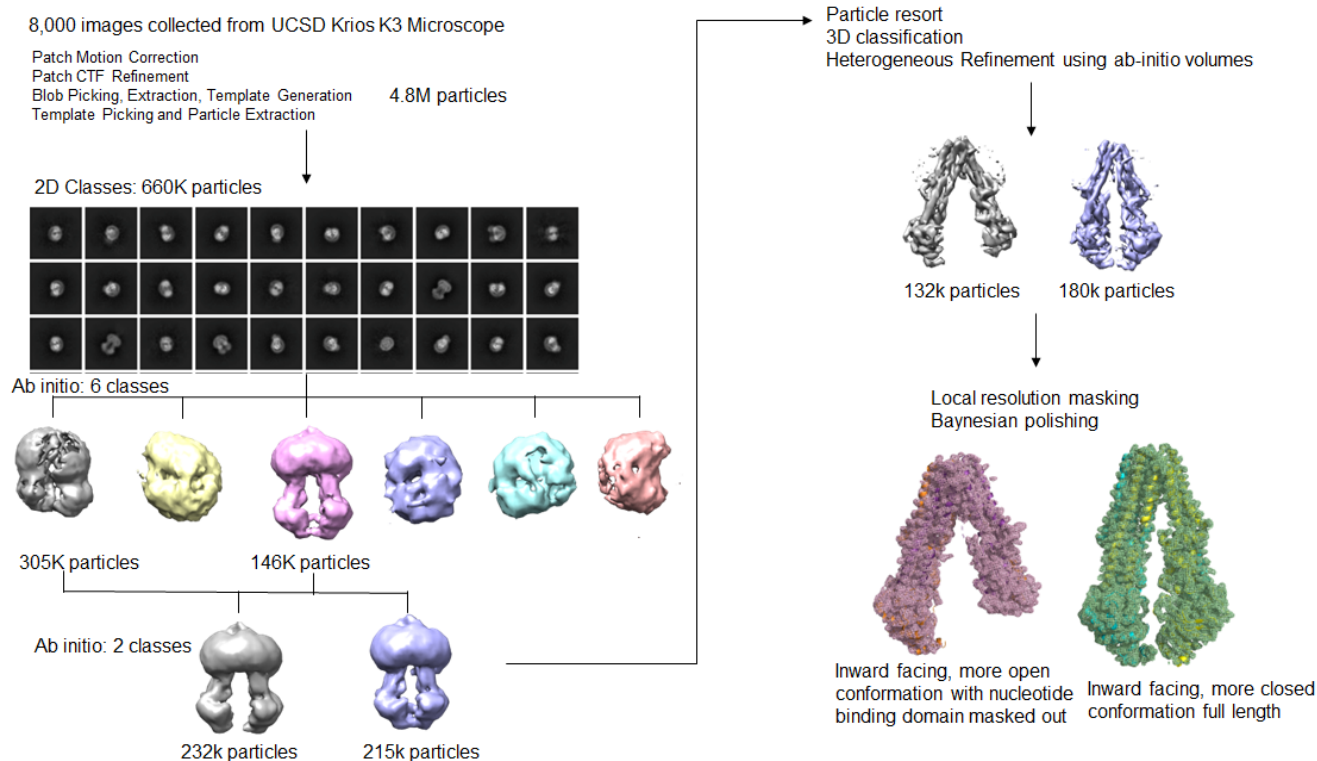 8,000 images collected from UCSD Krios K3 Microscope
Patch Motion Correction
Patch CTF Refinement
Blob Picking, Extraction, Template Generation
Template Picking and Particle Extraction
4.8M particles
2D Classes: 660K particles
Ab initio: 6 classes
305K particles
146K particles
Ab initio: 2 classes
232k particles
215k particles
Particle resort
3D classification
Heterogeneous Refinement using ab-initio volumes
132k particles
180k particles
Local resolution masking
Baynesian polishing
Inward facing, more open
conformation with nucleotide
binding domain masked out
Inward facing, more closed
conformation full length